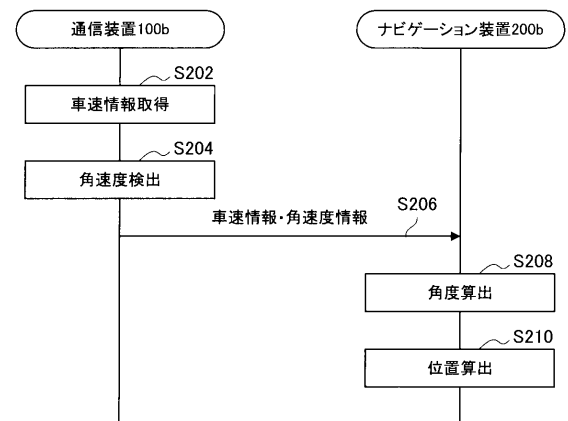 通信装置100b
ナビゲーション装置200b
S202
車速情報取得
S204
角速度検出
車速情報・角速度情報
S206
S208
角度算出
S210
位置算出